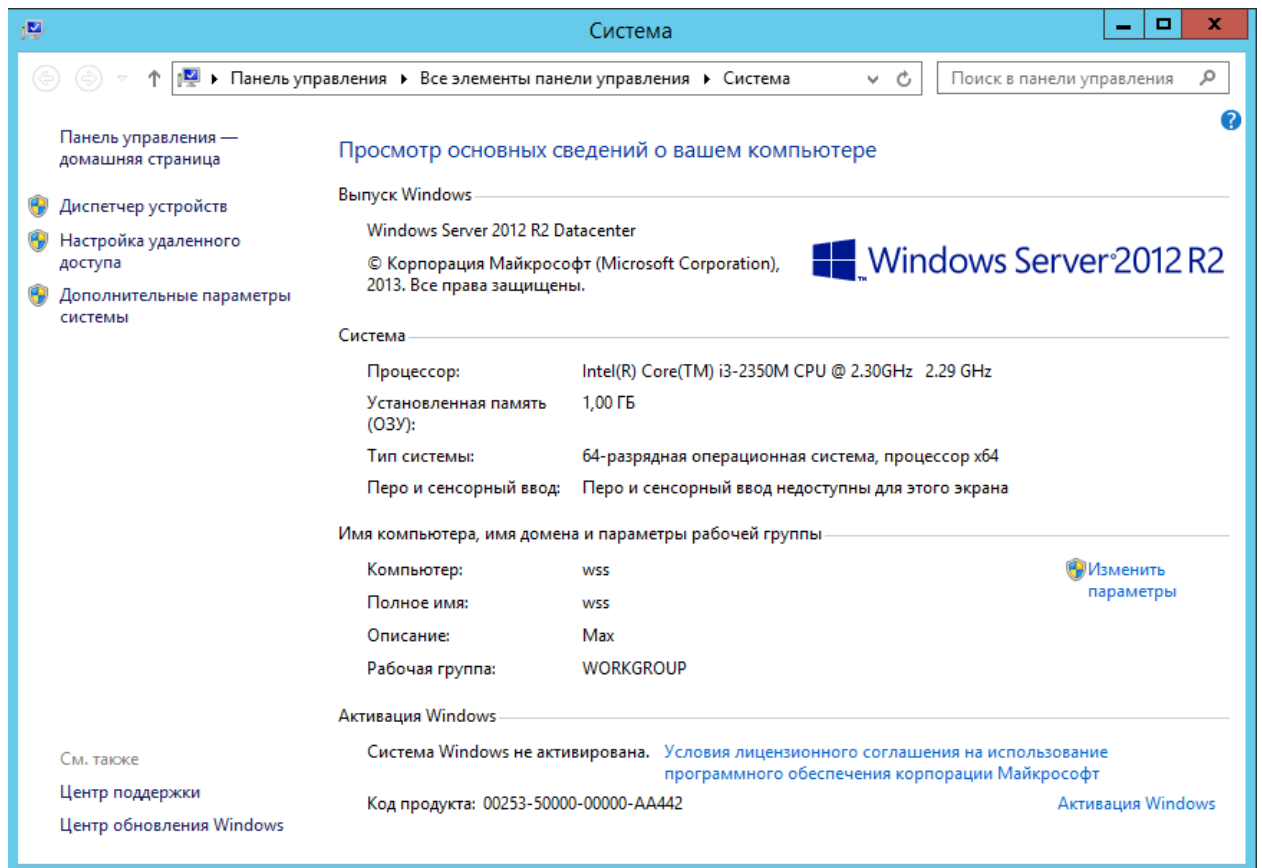 Система
Панель управления ▸ Все элементы панели управления ▸ Система
Поиск в панели управления
Панель управления —
домашняя страница
Диспетчер устройств
Настройка удаленного
доступа
Дополнительные параметры
системы
Просмотр основных сведений о вашем компьютере
Выпуск Windows
Windows Server 2012 R2 Datacenter
© Корпорация Майкрософт (Microsoft Corporation),
2013. Все права защищены.
Windows Server 2012 R2
Система
Процессор: Intel(R) Core(TM) i3-2350M CPU @ 2.30GHz 2.29 GHz
Установленная память 1,00 ГБ
(ОЗУ):
Тип системы: 64-разрядная операционная система, процессор x64
Перо и сенсорный ввод: Перо и сенсорный ввод недоступны для этого экрана
Имя компьютера, имя домена и параметры рабочей группы
Компьютер: wss
Изменить
параметры
Полное имя: wss
Описание: Max
Рабочая группа: WORKGROUP
Активация Windows
Система Windows не активирована. Условия лицензионного соглашения на использование
программного обеспечения корпорации Майкрософт
Код продукта: 00253-50000-00000-AA442 Активация Windows
См. также
Центр поддержки
Центр обновления Windows